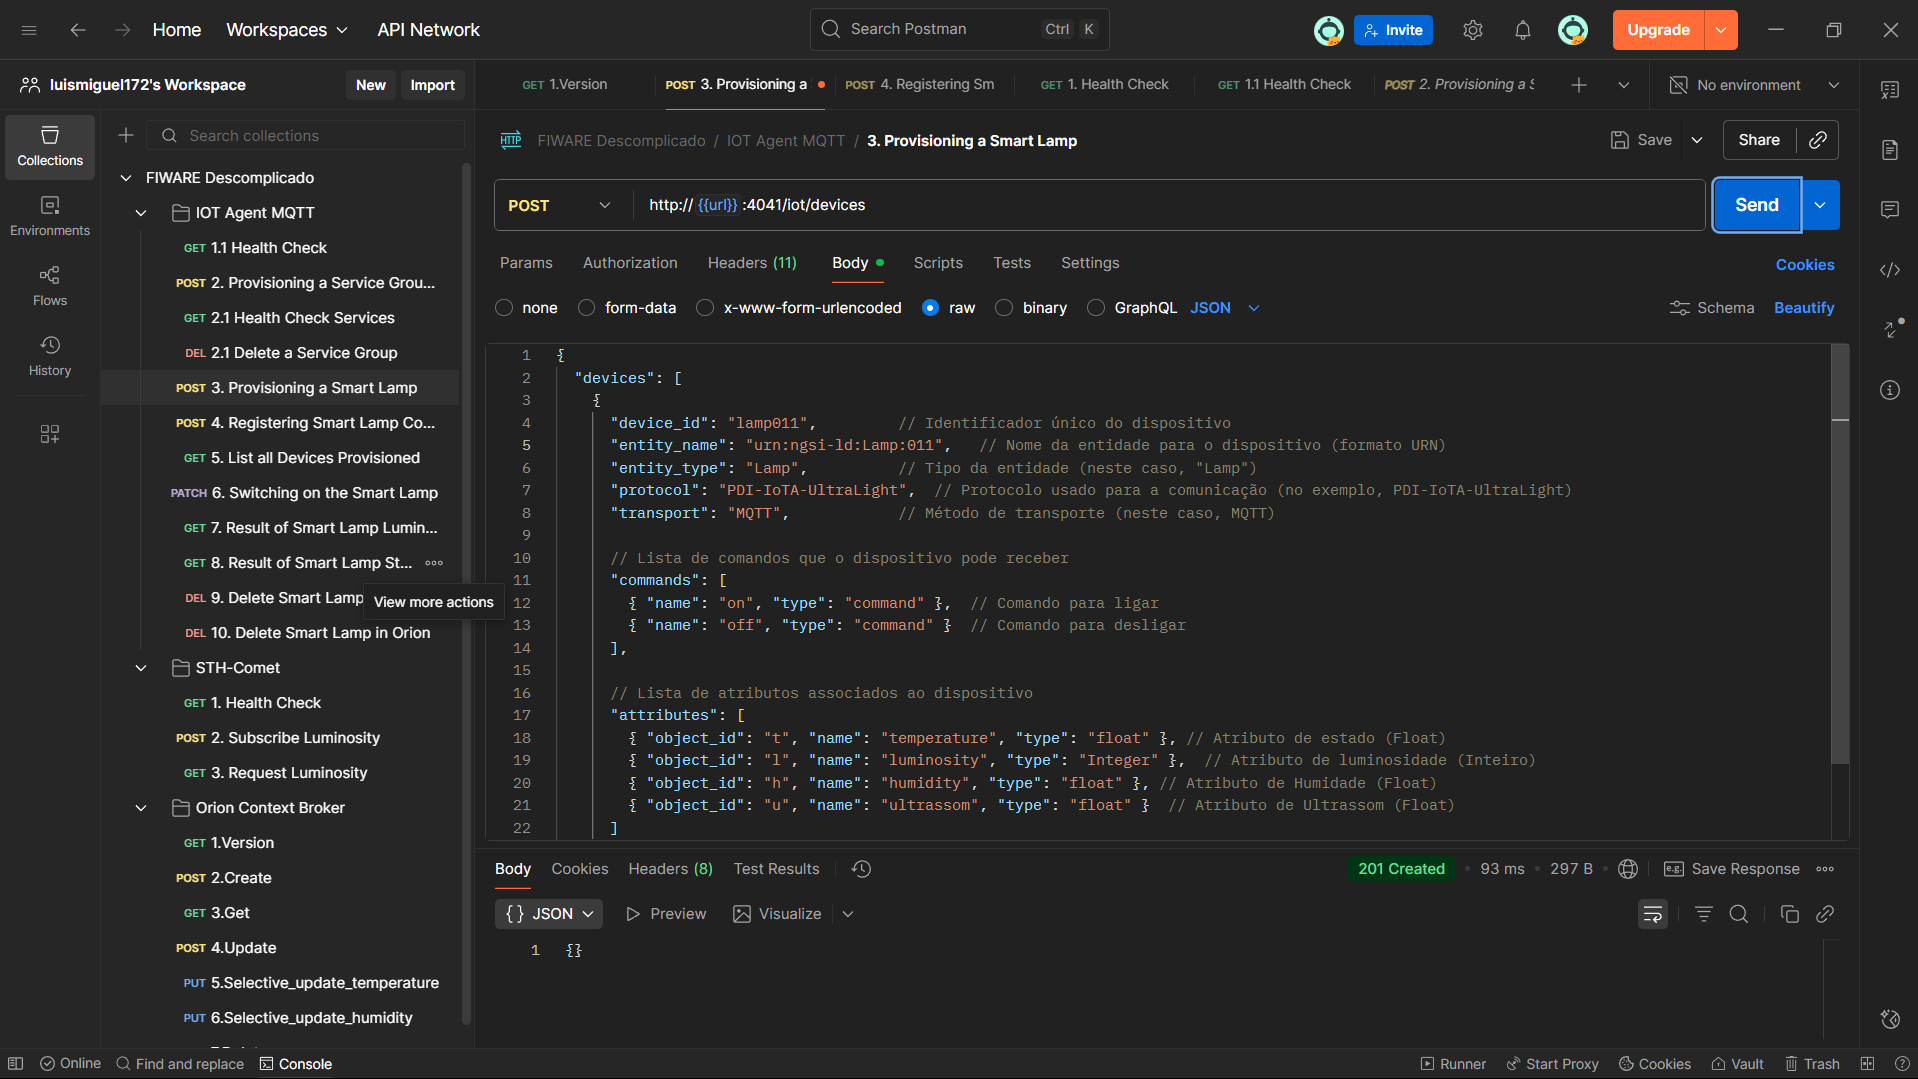 Home
Workspaces
API Network
Search Postman
Ctrl
K
Invite
Upgrade
luismiguel172's Workspace
New
Import
GET 1.Version
POST 3. Provisioning a
POST 4. Registering Sm
GET 1. Health Check
GET 1.1 Health Check
POST 2. Provisioning a S
No environment
Collections
Environments
Flows
History
Search collections
FIWARE Descomplicado
IOT Agent MQTT
GET 1.1 Health Check
POST 2. Provisioning a Service Grou...
GET 2.1 Health Check Services
DEL 2.1 Delete a Service Group
POST 3. Provisioning a Smart Lamp
POST 4. Registering Smart Lamp Co...
GET 5. List all Devices Provisioned
PATCH 6. Switching on the Smart Lamp
GET 7. Result of Smart Lamp Lumin...
GET 8. Result of Smart Lamp St...
DEL 9. Delete Smart Lamp
View more actions
DEL 10. Delete Smart Lamp in Orion
STH-Comet
GET 1. Health Check
POST 2. Subscribe Luminosity
GET 3. Request Luminosity
Orion Context Broker
GET 1.Version
POST 2.Create
GET 3.Get
POST 4.Update
PUT 5.Selective_update_temperature
PUT 6.Selective_update_humidity
HTTP FIWARE Descomplicado / IOT Agent MQTT / 3. Provisioning a Smart Lamp
Save
Share
POST
http:// {{url}} :4041/iot/devices
Send
Params
Authorization
Headers (11)
Body
Scripts
Tests
Settings
Cookies
none
form-data
x-www-form-urlencoded
raw
binary
GraphQL
JSON
Schema
Beautify
1 {
2 "devices": [
3 {
4 "device_id": "lamp011", // Identificador único do dispositivo
5 "entity_name": "urn:ngsi-ld:Lamp:011", // Nome da entidade para o dispositivo (formato URN)
6 "entity_type": "Lamp", // Tipo da entidade (neste caso, "Lamp")
7 "protocol": "PDI-IoTA-UltraLight", // Protocolo usado para a comunicação (no exemplo, PDI-IoTA-UltraLight)
8 "transport": "MQTT", // Método de transporte (neste caso, MQTT)
9
10 // Lista de comandos que o dispositivo pode receber
11 "commands": [
12 { "name": "on", "type": "command" }, // Comando para ligar
13 { "name": "off", "type": "command" } // Comando para desligar
14 ],
15
16 // Lista de atributos associados ao dispositivo
17 "attributes": [
18 { "object_id": "t", "name": "temperature", "type": "float" }, // Atributo de estado (Float)
19 { "object_id": "l", "name": "luminosity", "type": "Integer" }, // Atributo de luminosidade (Inteiro)
20 { "object_id": "h", "name": "humidity", "type": "float" }, // Atributo de Humidade (Float)
21 { "object_id": "u", "name": "ultrassom", "type": "float" } // Atributo de Ultrassom (Float)
22 ]
Body
Cookies
Headers (8)
Test Results
201 Created
93 ms
297 B
e.g. Save Response
{} JSON
Preview
Visualize
1 {}
Online
Find and replace
Console
Runner
Start Proxy
Cookies
Vault
Trash